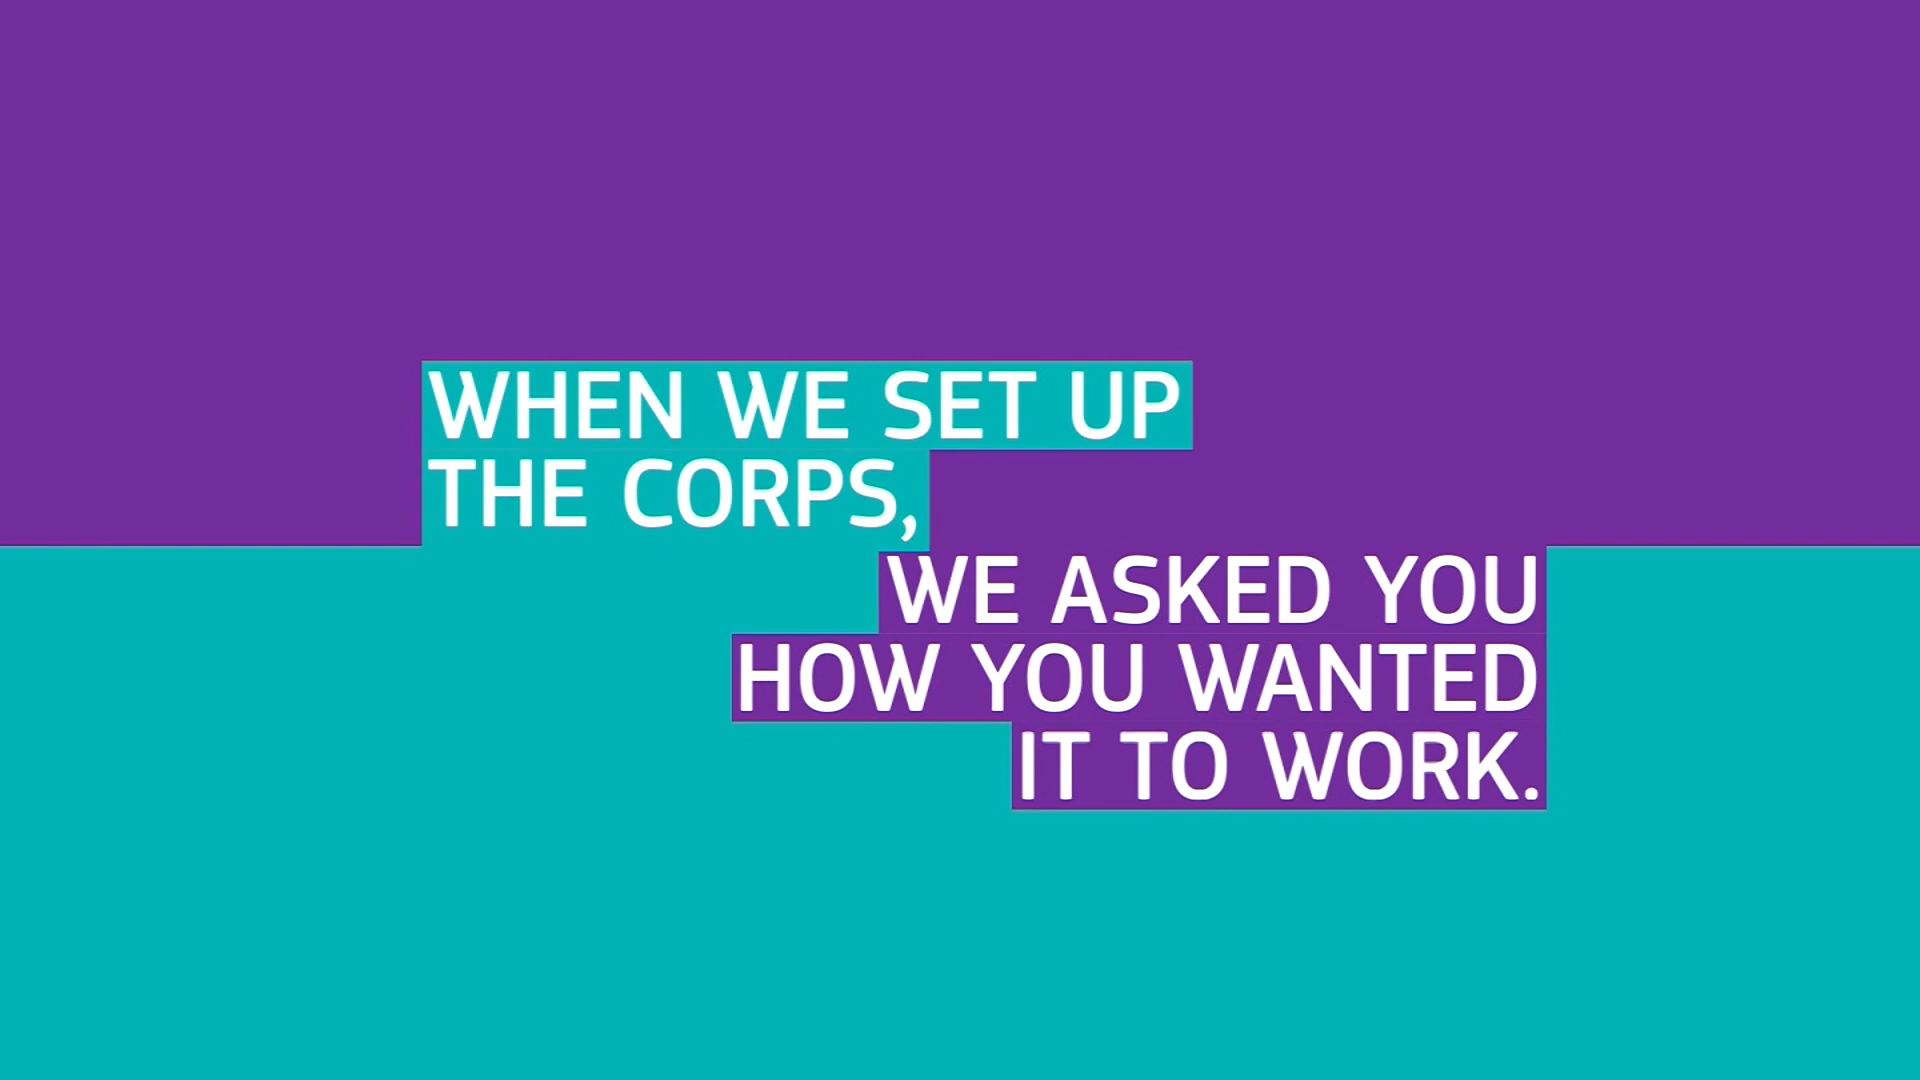 WHEN WE SET UP
THE CORPS,
WE ASKED YOU
HOW YOU WANTED
IT TO WORK.